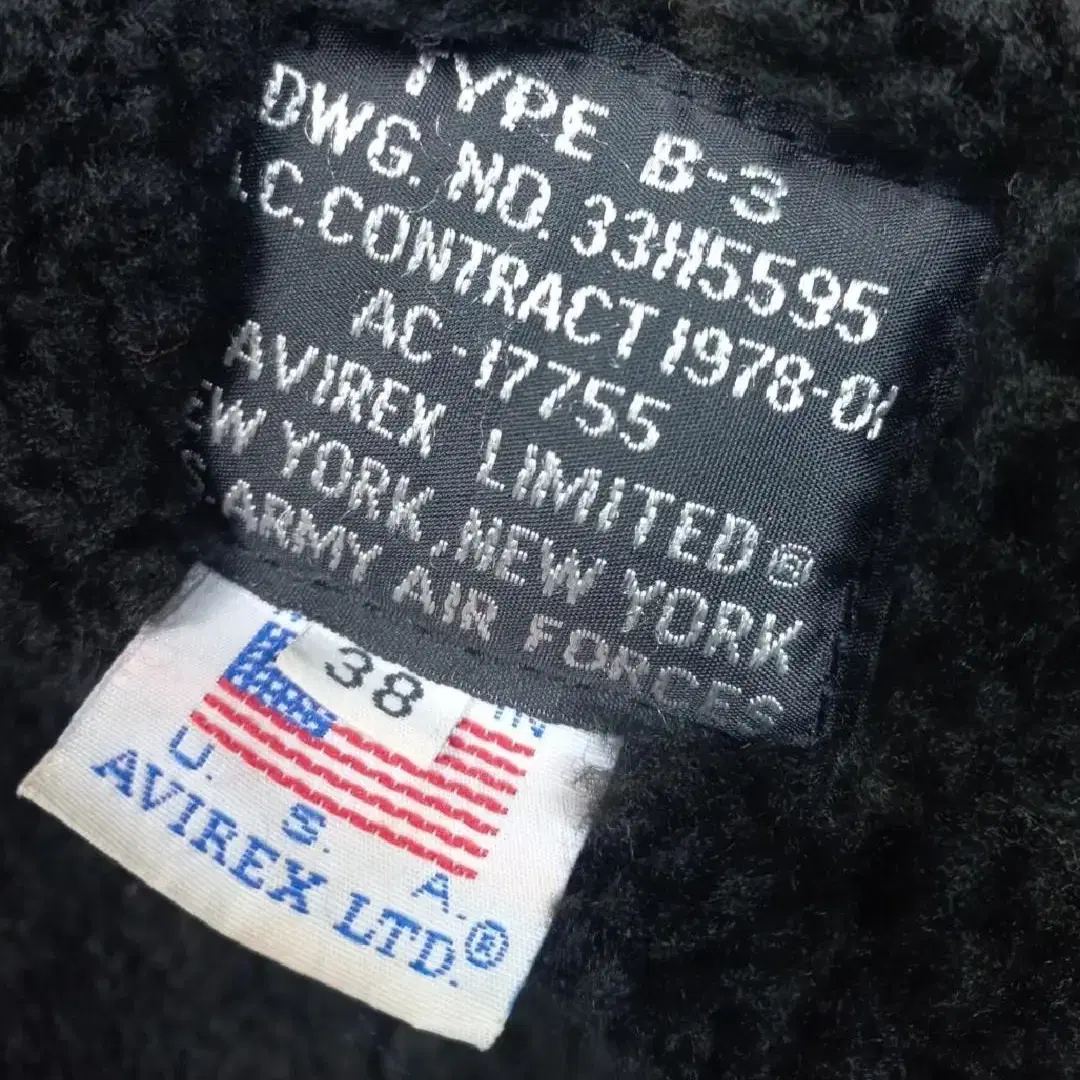 TYPE B-3
DWG. NO. 33H5595
.C. CONTRACT 1978-01
AC-17755
AVIREX LIMITED ®
EW YORK, NEW YORK
S. ARMY AIR FORCES
38
IN
U.
S.
A.
AVIREX LTD.®